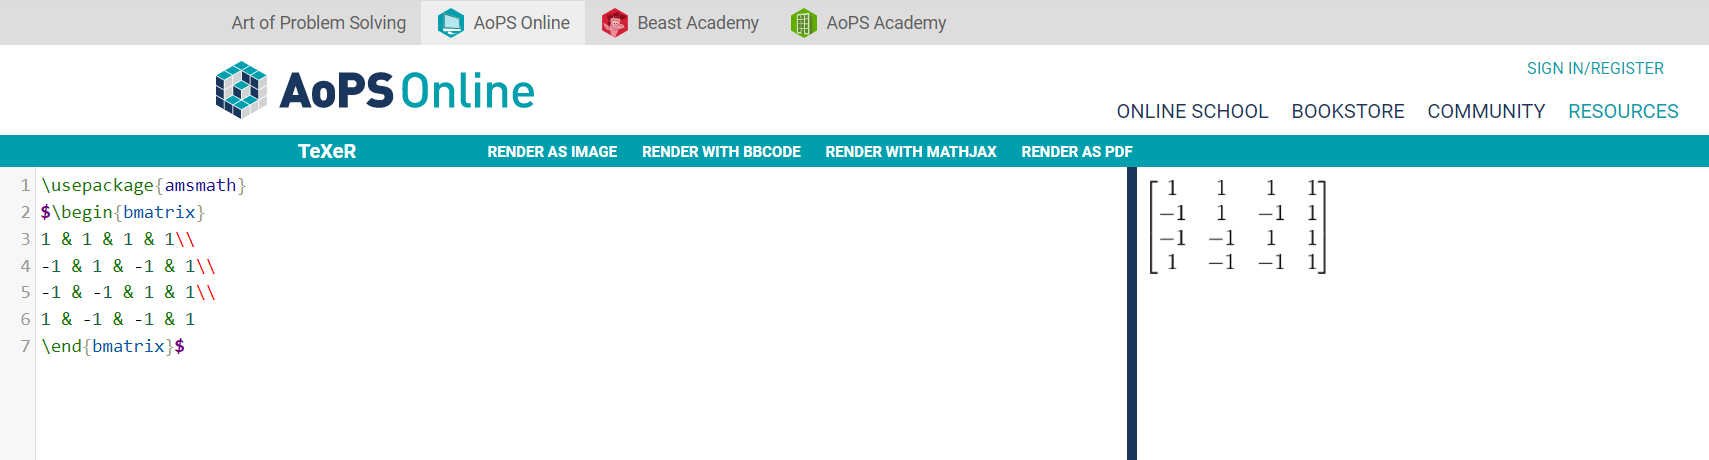 Art of Problem Solving AoPS Online Beast Academy AoPS Academy
AoPS Online
SIGN IN/REGISTER
ONLINE SCHOOL BOOKSTORE COMMUNITY RESOURCES
TeXeR RENDER AS IMAGE RENDER WITH BBCODE RENDER WITH MATHJAX RENDER AS PDF
1 \usepackage{amsmath}
2 $\begin{bmatrix}
3 1 & 1 & 1 & 1\\
4 -1 & 1 & -1 & 1\\
5 -1 & -1 & 1 & 1\\
6 1 & -1 & -1 & 1
7 \end{bmatrix}$
1 1 1 1
−1 1 −1 1
−1 −1 1 1
1 −1 −1 1